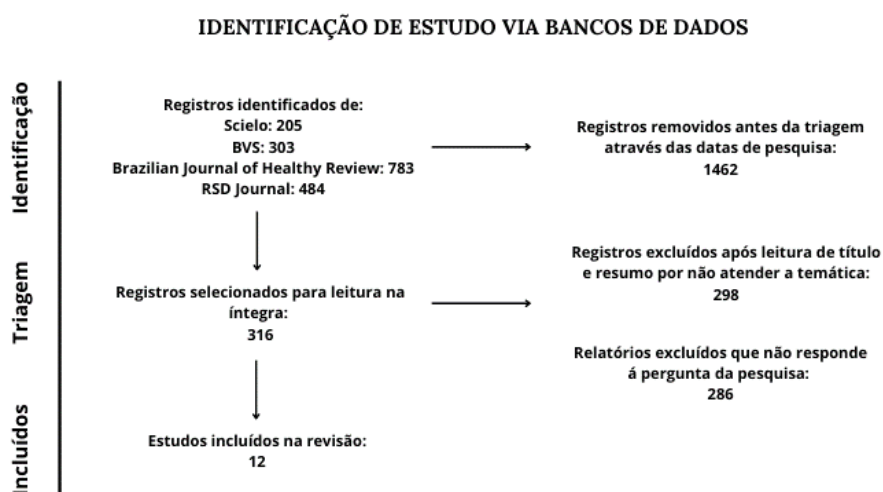 IDENTIFICAÇÃO DE ESTUDO VIA BANCOS DE DADOS
Identificação
Registros identificados de:
Scielo: 205
BVS: 303
Brazilian Journal of Healthy Review: 783
RSD Journal: 484
Registros removidos antes da triagem
através das datas de pesquisa:
1462
Triagem
Registros selecionados para leitura na
íntegra:
316
Registros excluídos após leitura de título
e resumo por não atender a temática:
298
Relatórios excluídos que não responde
á pergunta da pesquisa:
286
Incluídos
Estudos incluídos na revisão:
12